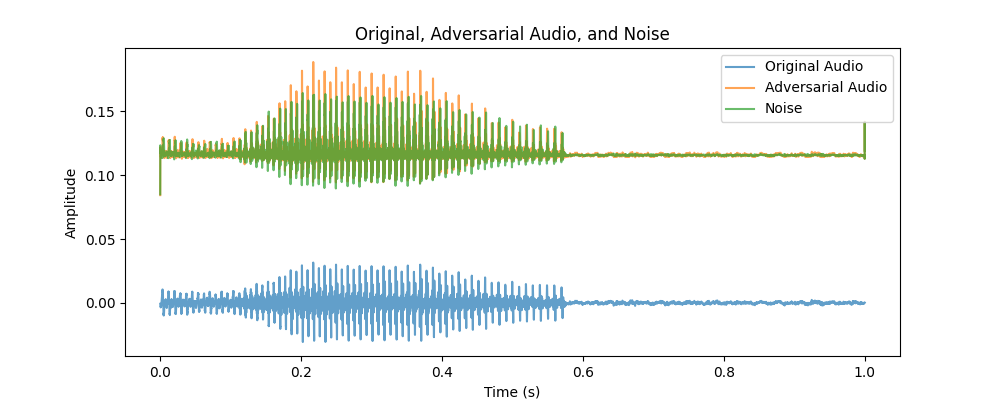 Original, Adversarial Audio, and Noise
Original Audio
Adversarial Audio
Noise
Amplitude
0.15
0.10
0.05
0.00
0.0 0.2 0.4 0.6 0.8 1.0
Time (s)